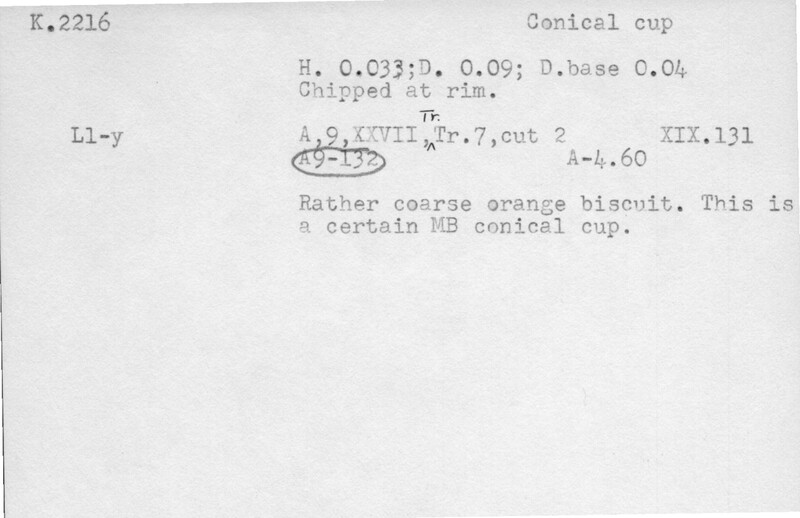 K.2216 Conical cup
H. 0.033;D. 0.09; D.base 0.04
Chipped at rim.
Tr.
Ll-y A,9,XXVII,Tr.7,cut 2 XIX.131
A9-132 A-4.60
Rather coarse orange biscuit. This is
a certain MB conical cup.